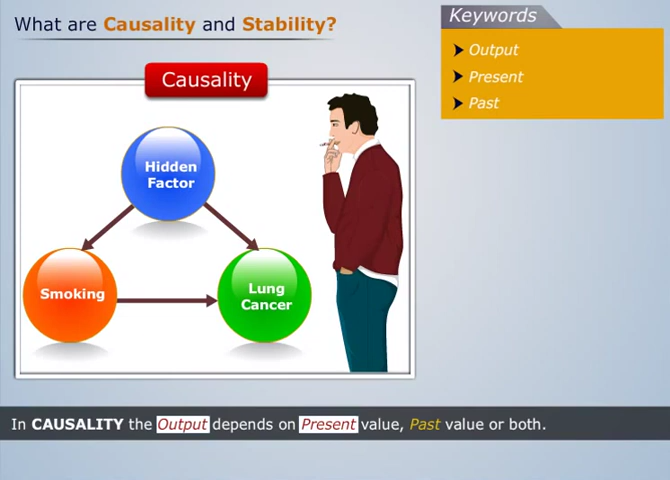 What are Causality and Stability?
Keywords
Output
Present
Past
Causality
Hidden
Factor
Smoking
Lung
Cancer
In CAUSALITY the Output depends on Present value, Past value or both.